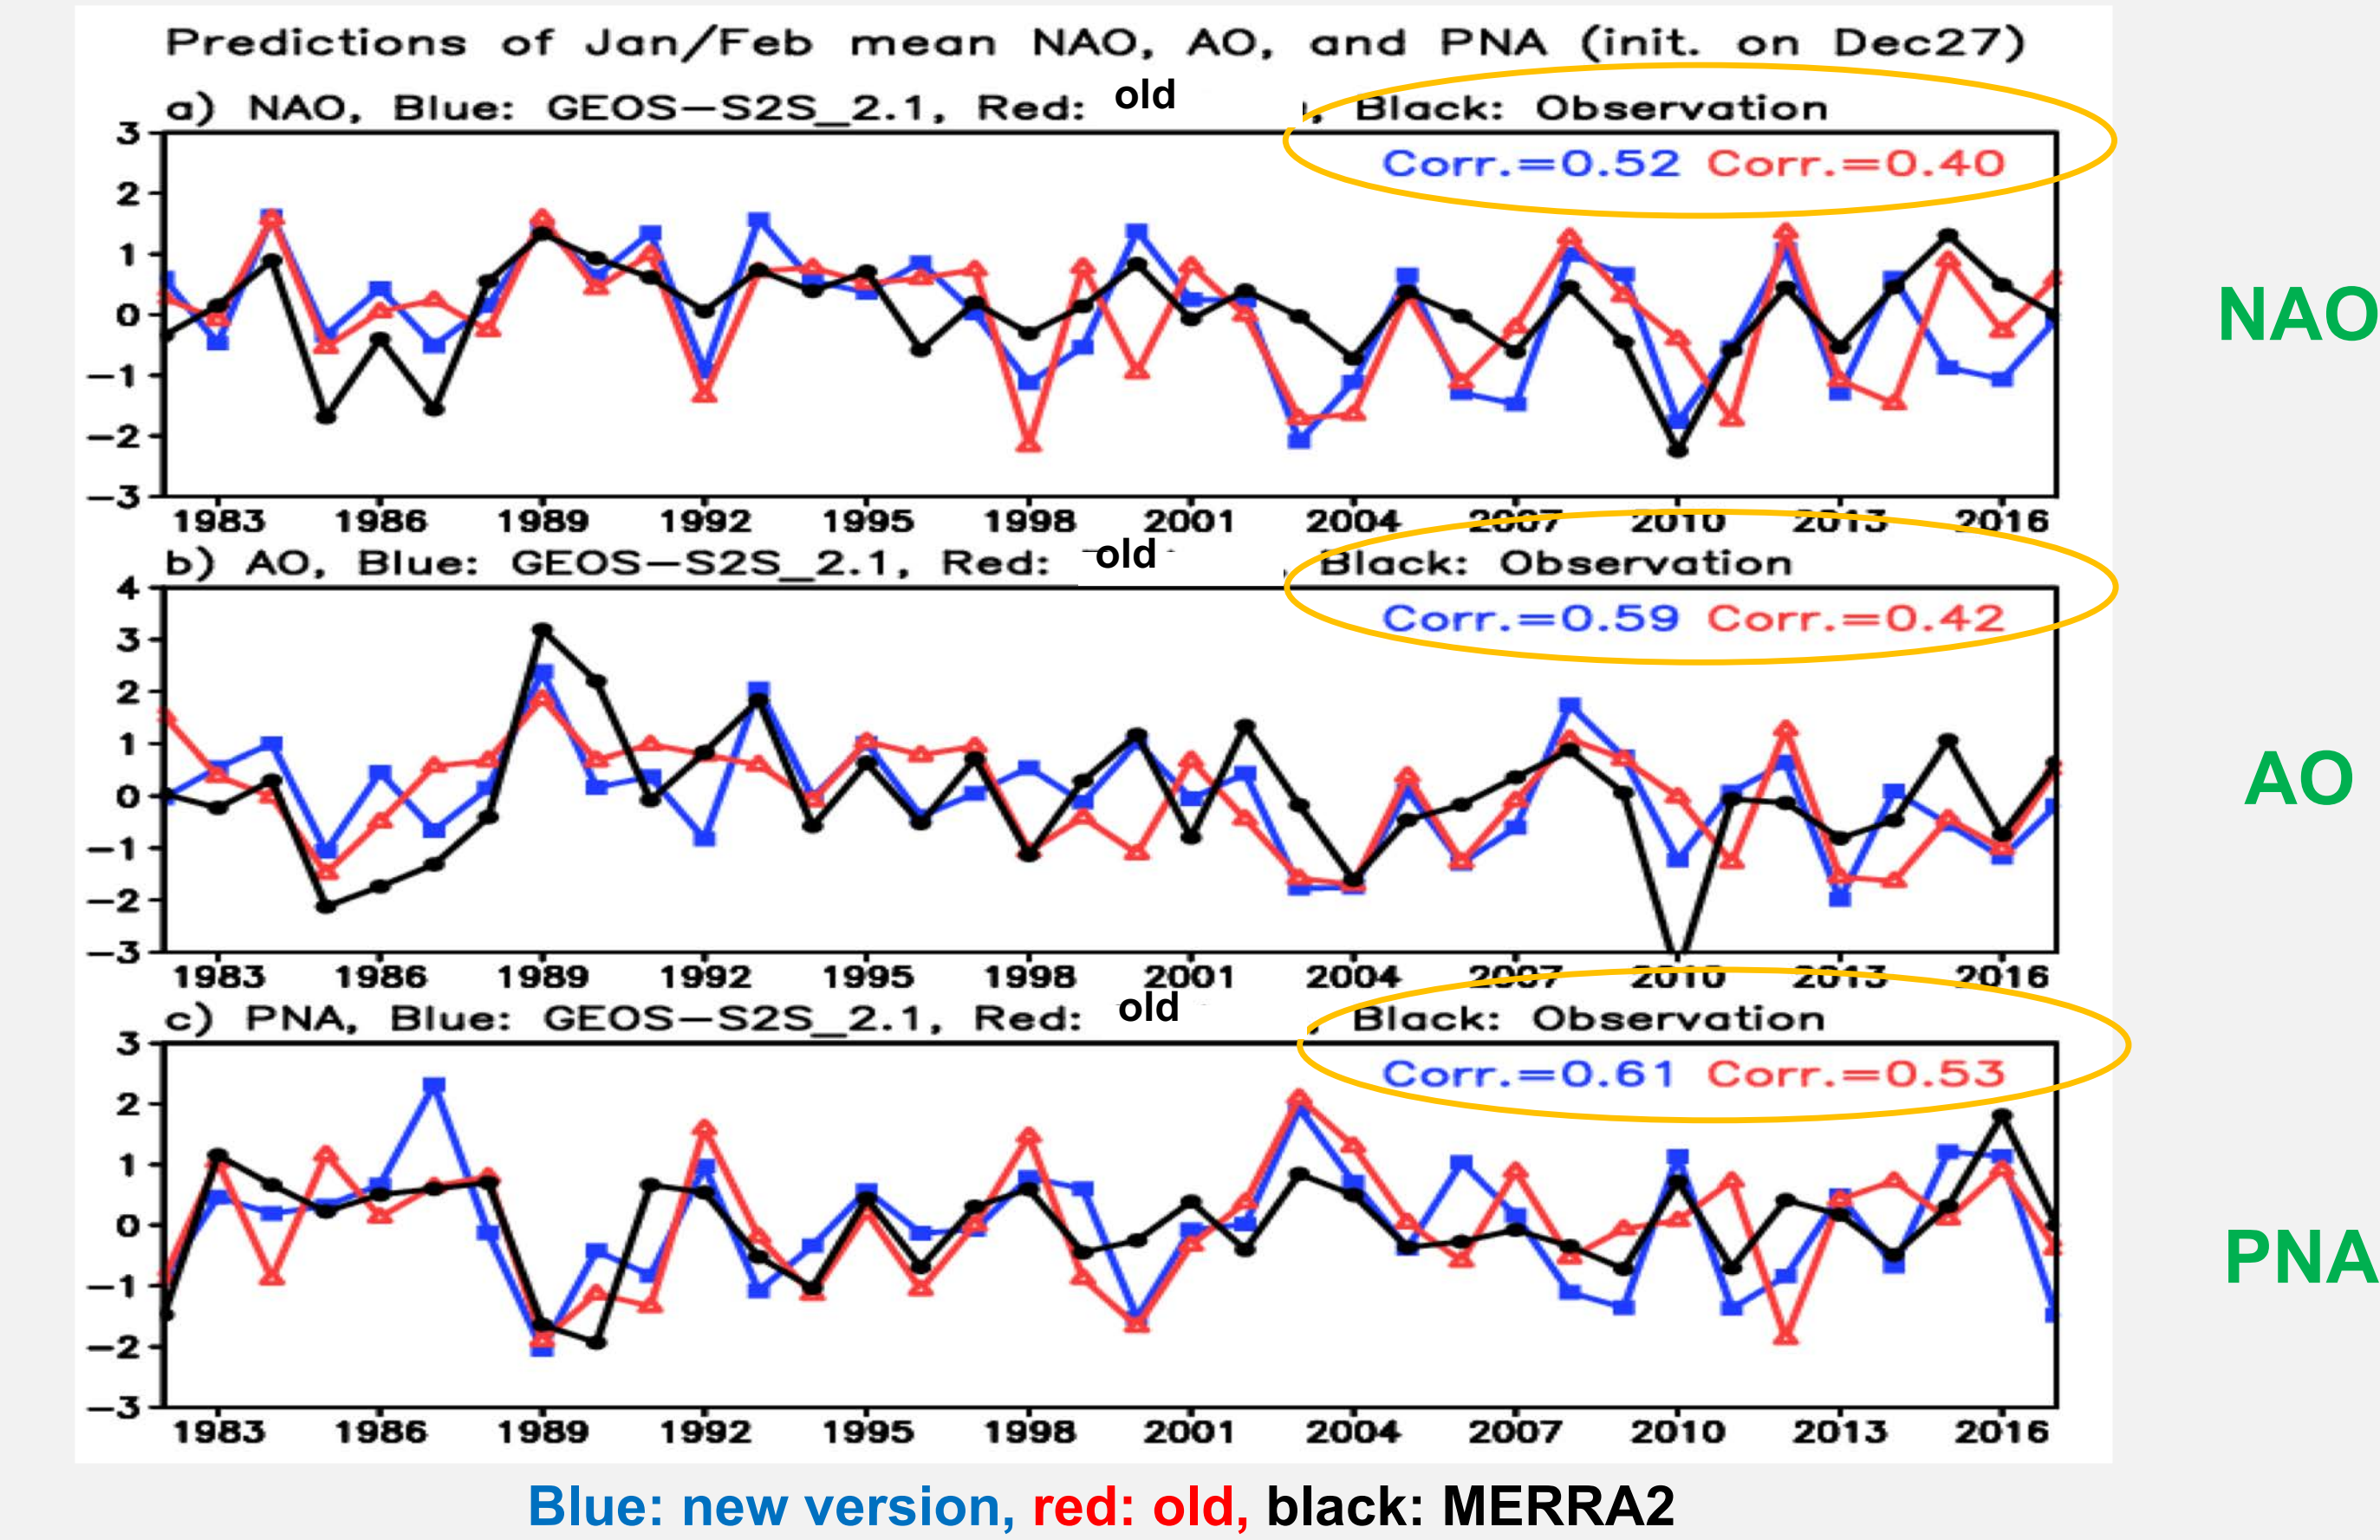 Predictions of Jan/Feb mean NAO, AO, and PNA (init. on Dec27)
a) NAO, Blue: GEOS-S2S_2.1, Red: old , Black: Observation
3
Corr.=0.52 Corr.=0.40
2
1
0
-1
-2
-3
NAO
1983 1986 1989 1992 1995 1998 2001 2004 2007 2010 2013 2016
b) AO, Blue: GEOS-S2S_2.1, Red: old , Black: Observation
4
Corr.=0.59 Corr.=0.42
3
2
1
0
-1
-2
-3
AO
1983 1986 1989 1992 1995 1998 2001 2004 2007 2010 2013 2016
c) PNA, Blue: GEOS-S2S_2.1, Red: old , Black: Observation
3
Corr.=0.61 Corr.=0.53
2
1
0
-1
-2
-3
PNA
1983 1986 1989 1992 1995 1998 2001 2004 2007 2010 2013 2016
Blue: new version, red: old, black: MERRA2